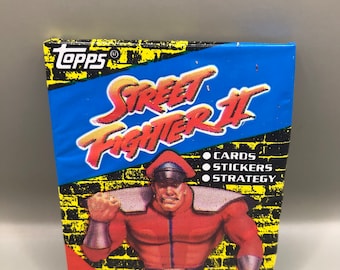 TOPPS
STREET
FIGHTER II
CARDS
STICKERS
STRATEGY